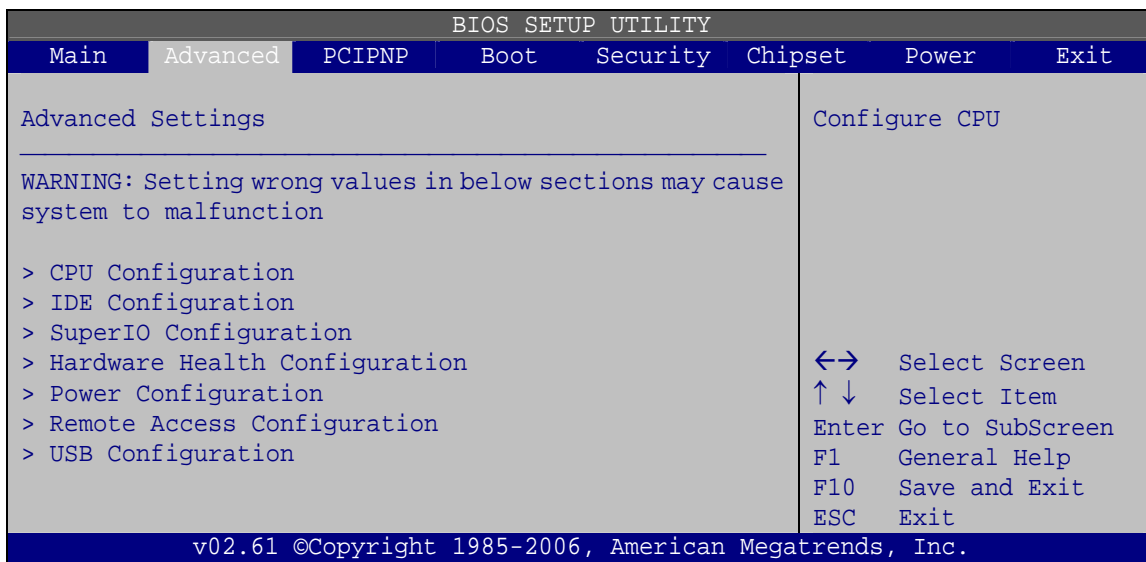 BIOS SETUP UTILITY
Main Advanced PCIPNP Boot Security Chipset Power Exit
Advanced Settings
WARNING: Setting wrong values in below sections may cause
system to malfunction
> CPU Configuration
> IDE Configuration
> SuperIO Configuration
> Hardware Health Configuration
> Power Configuration
> Remote Access Configuration
> USB Configuration
Configure CPU
←→ Select Screen
↑ ↓ Select Item
Enter Go to SubScreen
F1 General Help
F10 Save and Exit
ESC Exit
v02.61 ©Copyright 1985-2006, American Megatrends, Inc.